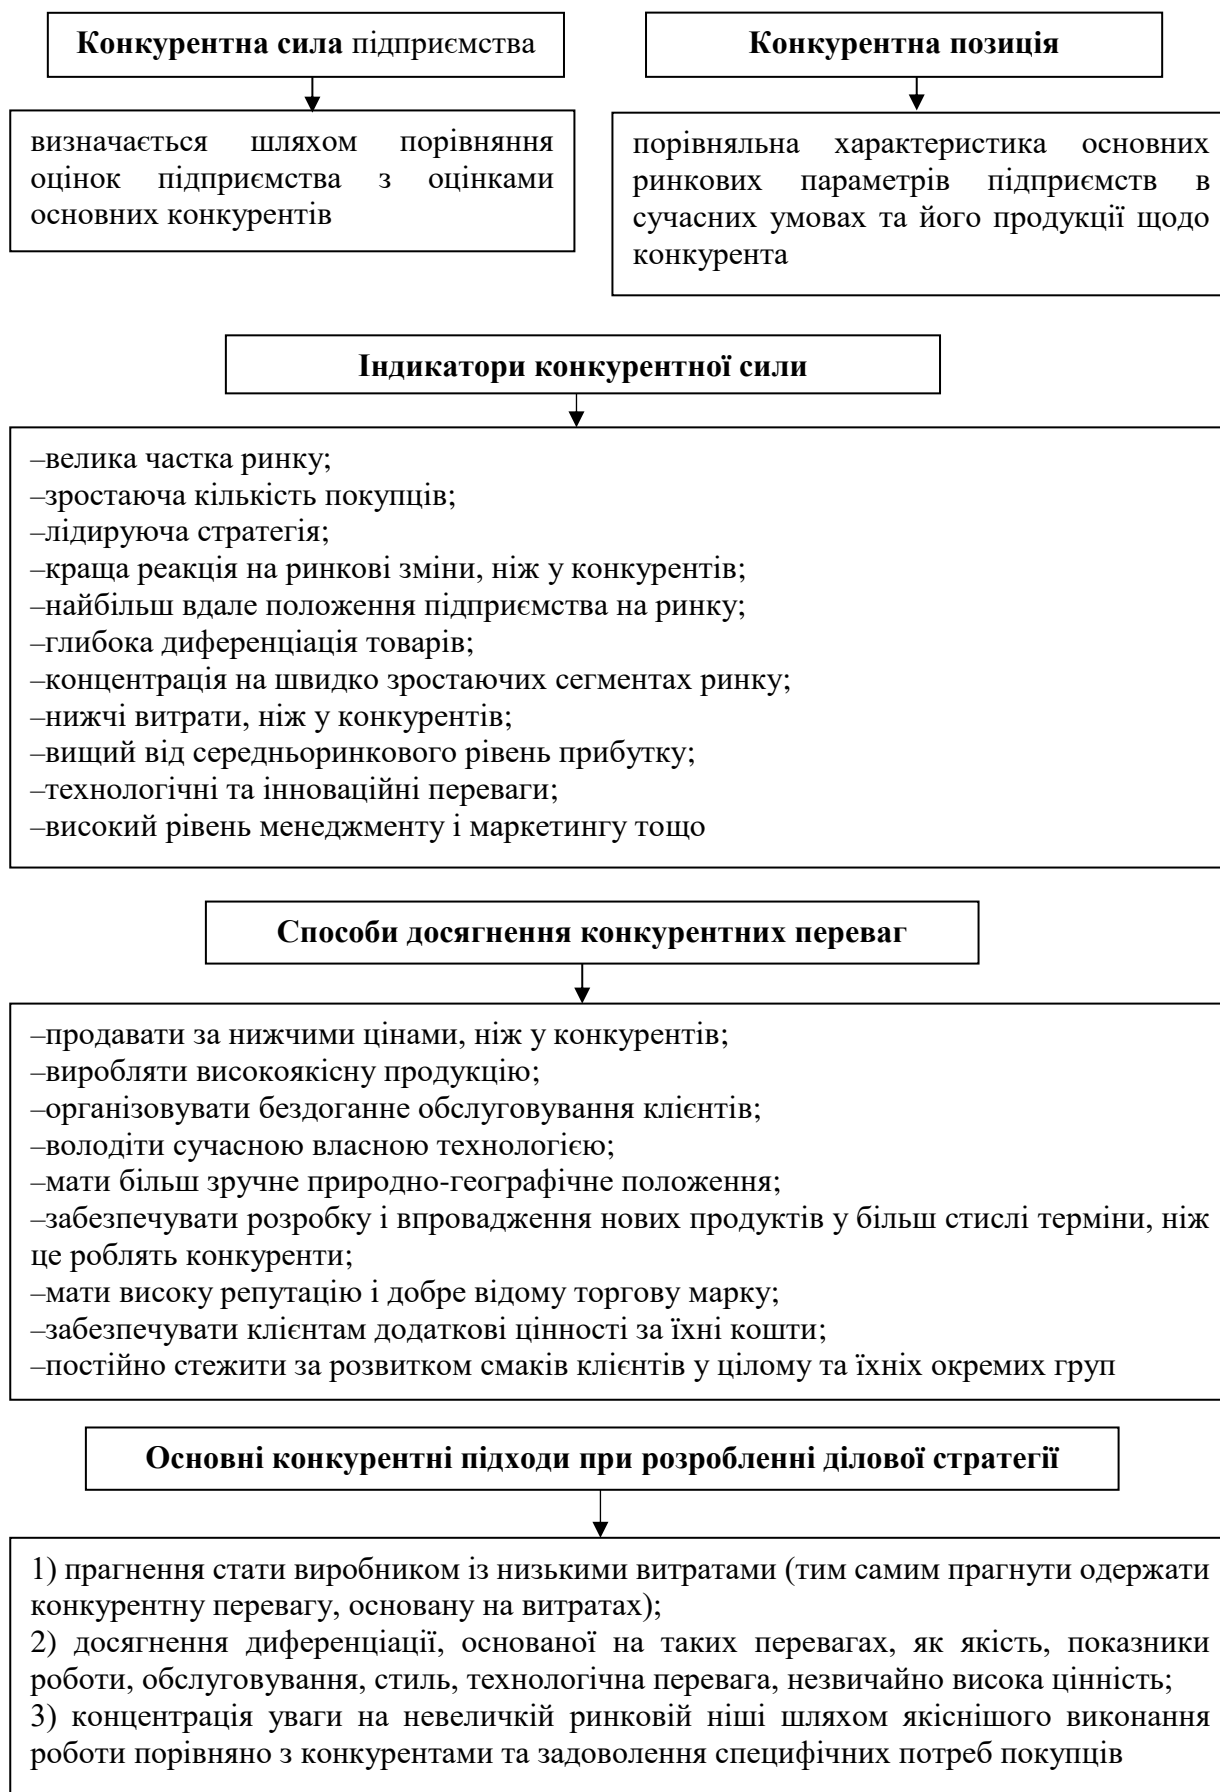 Конкурентна сила підприємства
Конкурентна позиція
визначається шляхом порівняння
оцінок підприємства з оцінками
основних конкурентів
порівняльна характеристика основних
ринкових параметрів підприємств в
сучасних умовах та його продукції щодо
конкурента
Індикатори конкурентної сили
–велика частка ринку;
–зростаюча кількість покупців;
–лідируюча стратегія;
–краща реакція на ринкові зміни, ніж у конкурентів;
–найбільш вдале положення підприємства на ринку;
–глибока диференціація товарів;
–концентрація на швидко зростаючих сегментах ринку;
–нижчі витрати, ніж у конкурентів;
–вищий від середньоринкового рівень прибутку;
–технологічні та інноваційні переваги;
–високий рівень менеджменту і маркетингу тощо
Способи досягнення конкурентних переваг
–продавати за нижчими цінами, ніж у конкурентів;
–виробляти високоякісну продукцію;
–організовувати бездоганне обслуговування клієнтів;
–володіти сучасною власною технологією;
–мати більш зручне природно-географічне положення;
–забезпечувати розробку і впровадження нових продуктів у більш стислі терміни, ніж
це роблять конкуренти;
–мати високу репутацію і добре відому торгову марку;
–забезпечувати клієнтам додаткові цінності за їхні кошти;
–постійно стежити за розвитком смаків клієнтів у цілому та їхніх окремих груп
Основні конкурентні підходи при розробленні ділової стратегії
1) прагнення стати виробником із низькими витратами (тим самим прагнути одержати
конкурентну перевагу, основану на витратах);
2) досягнення диференціації, основаної на таких перевагах, як якість, показники
роботи, обслуговування, стиль, технологічна перевага, незвичайно висока цінність;
3) концентрація уваги на невеличкій ринковій ніші шляхом якіснішого виконання
роботи порівняно з конкурентами та задоволення специфічних потреб покупців